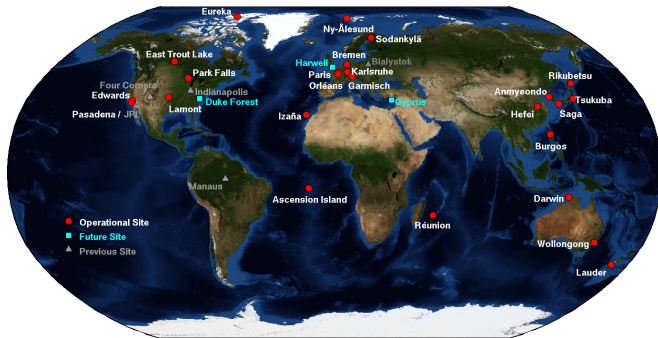 Eureka
Ny-Ålesund
Sodankylä
East Trout Lake
Bremen
Harwell
Bialystok
Park Falls
Paris
Karlsruhe
Rikubetsu
Four Corners
Indianapolis
Orléans
Garmisch
Anmyeondo
Edwards
Duke Forest
Cyprus
Tsukuba
Pasadena / JPL
Lamont
Izaña
Hefei
Saga
Burgos
Manaus
Ascension Island
Darwin
Réunion
Operational Site
Future Site
Previous Site
Wollongong
Lauder